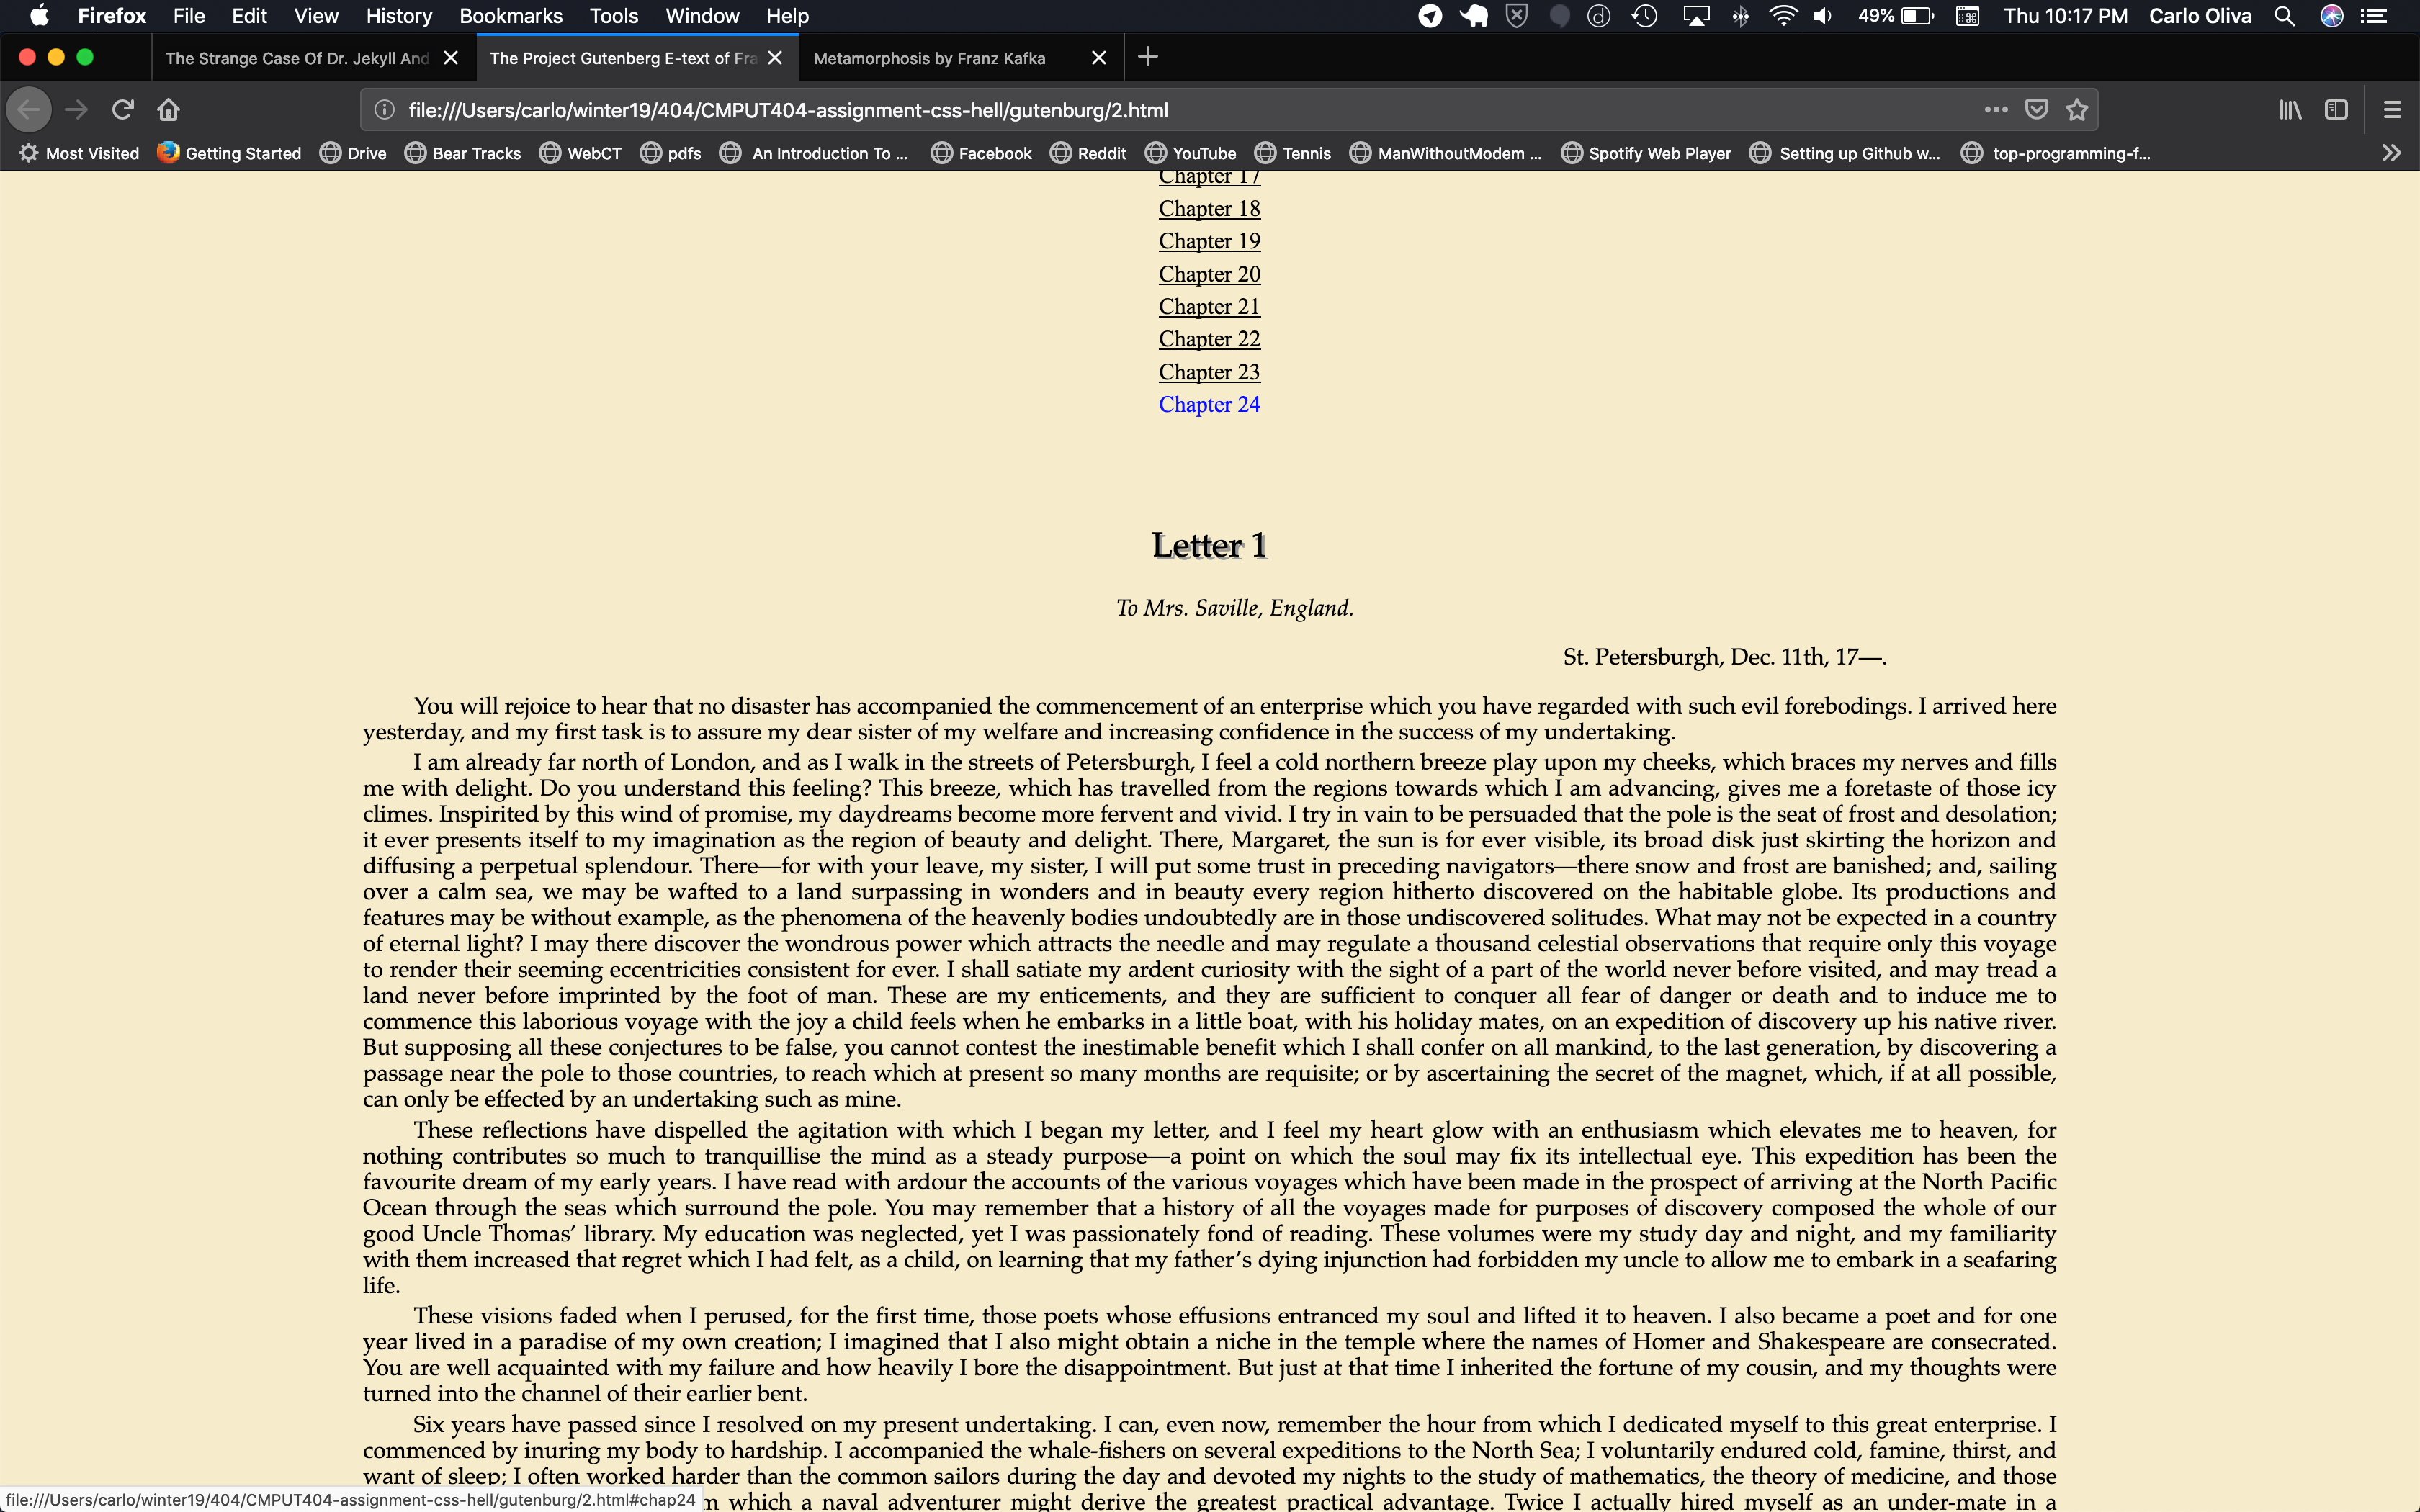 Firefox File Edit View History Bookmarks Tools Window Help 49% Thu 10:17 PM Carlo Oliva
The Strange Case Of Dr. Jekyll And The Project Gutenberg E-text of Fra Metamorphosis by Franz Kafka
file:///Users/carlo/winter19/404/CMPUT404-assignment-css-hell/gutenburg/2.html
Most Visited Getting Started Drive Bear Tracks WebCT pdfs An Introduction To ... Facebook Reddit YouTube Tennis ManWithoutModem ... Spotify Web Player Setting up Github w... top-programming-f...
Chapter 17
Chapter 18
Chapter 19
Chapter 20
Chapter 21
Chapter 22
Chapter 23
Chapter 24
Letter 1
To Mrs. Saville, England.
St. Petersburgh, Dec. 11th, 17—.
You will rejoice to hear that no disaster has accompanied the commencement of an enterprise which you have regarded with such evil forebodings. I arrived here
yesterday, and my first task is to assure my dear sister of my welfare and increasing confidence in the success of my undertaking.
I am already far north of London, and as I walk in the streets of Petersburgh, I feel a cold northern breeze play upon my cheeks, which braces my nerves and fills
me with delight. Do you understand this feeling? This breeze, which has travelled from the regions towards which I am advancing, gives me a foretaste of those icy
climes. Inspirited by this wind of promise, my daydreams become more fervent and vivid. I try in vain to be persuaded that the pole is the seat of frost and desolation;
it ever presents itself to my imagination as the region of beauty and delight. There, Margaret, the sun is for ever visible, its broad disk just skirting the horizon and
diffusing a perpetual splendour. There—for with your leave, my sister, I will put some trust in preceding navigators—there snow and frost are banished; and, sailing
over a calm sea, we may be wafted to a land surpassing in wonders and in beauty every region hitherto discovered on the habitable globe. Its productions and
features may be without example, as the phenomena of the heavenly bodies undoubtedly are in those undiscovered solitudes. What may not be expected in a country
of eternal light? I may there discover the wondrous power which attracts the needle and may regulate a thousand celestial observations that require only this voyage
to render their seeming eccentricities consistent for ever. I shall satiate my ardent curiosity with the sight of a part of the world never before visited, and may tread a
land never before imprinted by the foot of man. These are my enticements, and they are sufficient to conquer all fear of danger or death and to induce me to
commence this laborious voyage with the joy a child feels when he embarks in a little boat, with his holiday mates, on an expedition of discovery up his native river.
But supposing all these conjectures to be false, you cannot contest the inestimable benefit which I shall confer on all mankind, to the last generation, by discovering a
passage near the pole to those countries, to reach which at present so many months are requisite; or by ascertaining the secret of the magnet, which, if at all possible,
can only be effected by an undertaking such as mine.
These reflections have dispelled the agitation with which I began my letter, and I feel my heart glow with an enthusiasm which elevates me to heaven, for
nothing contributes so much to tranquillise the mind as a steady purpose—a point on which the soul may fix its intellectual eye. This expedition has been the
favourite dream of my early years. I have read with ardour the accounts of the various voyages which have been made in the prospect of arriving at the North Pacific
Ocean through the seas which surround the pole. You may remember that a history of all the voyages made for purposes of discovery composed the whole of our
good Uncle Thomas’ library. My education was neglected, yet I was passionately fond of reading. These volumes were my study day and night, and my familiarity
with them increased that regret which I had felt, as a child, on learning that my father’s dying injunction had forbidden my uncle to allow me to embark in a seafaring
life.
These visions faded when I perused, for the first time, those poets whose effusions entranced my soul and lifted it to heaven. I also became a poet and for one
year lived in a paradise of my own creation; I imagined that I also might obtain a niche in the temple where the names of Homer and Shakespeare are consecrated.
You are well acquainted with my failure and how heavily I bore the disappointment. But just at that time I inherited the fortune of my cousin, and my thoughts were
turned into the channel of their earlier bent.
Six years have passed since I resolved on my present undertaking. I can, even now, remember the hour from which I dedicated myself to this great enterprise. I
commenced by inuring my body to hardship. I accompanied the whale-fishers on several expeditions to the North Sea; I voluntarily endured cold, famine, thirst, and
want of sleep; I often worked harder than the common sailors during the day and devoted my nights to the study of mathematics, the theory of medicine, and those
file:///Users/carlo/winter19/404/CMPUT404-assignment-css-hell/gutenburg/2.html#chap24 m which a naval adventurer might derive the greatest practical advantage. Twice I actually hired myself as an under-mate in a